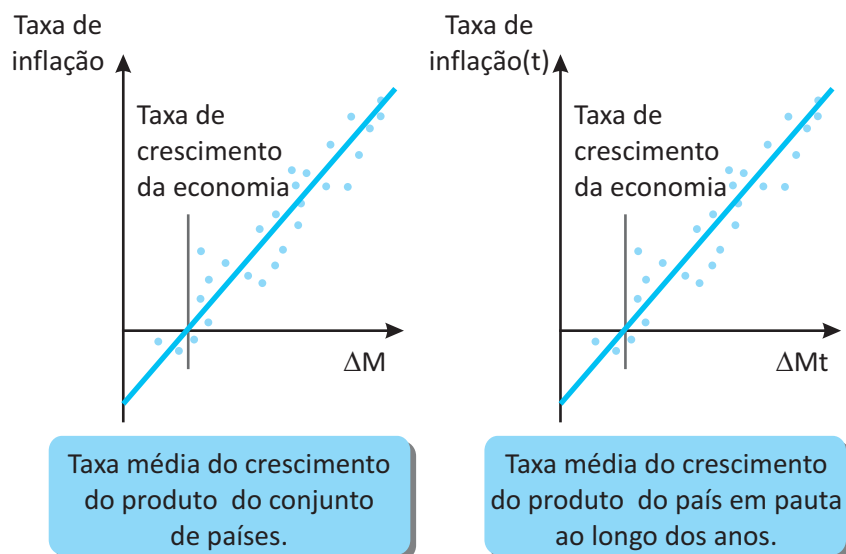 Taxa de
inflação
Taxa de
crescimento
da economia
ΔM
Taxa média do crescimento
do produto do conjunto
de países.
Taxa de
inflação(t)
Taxa de
crescimento
da economia
ΔMt
Taxa média do crescimento
do produto do país em pauta
ao longo dos anos.